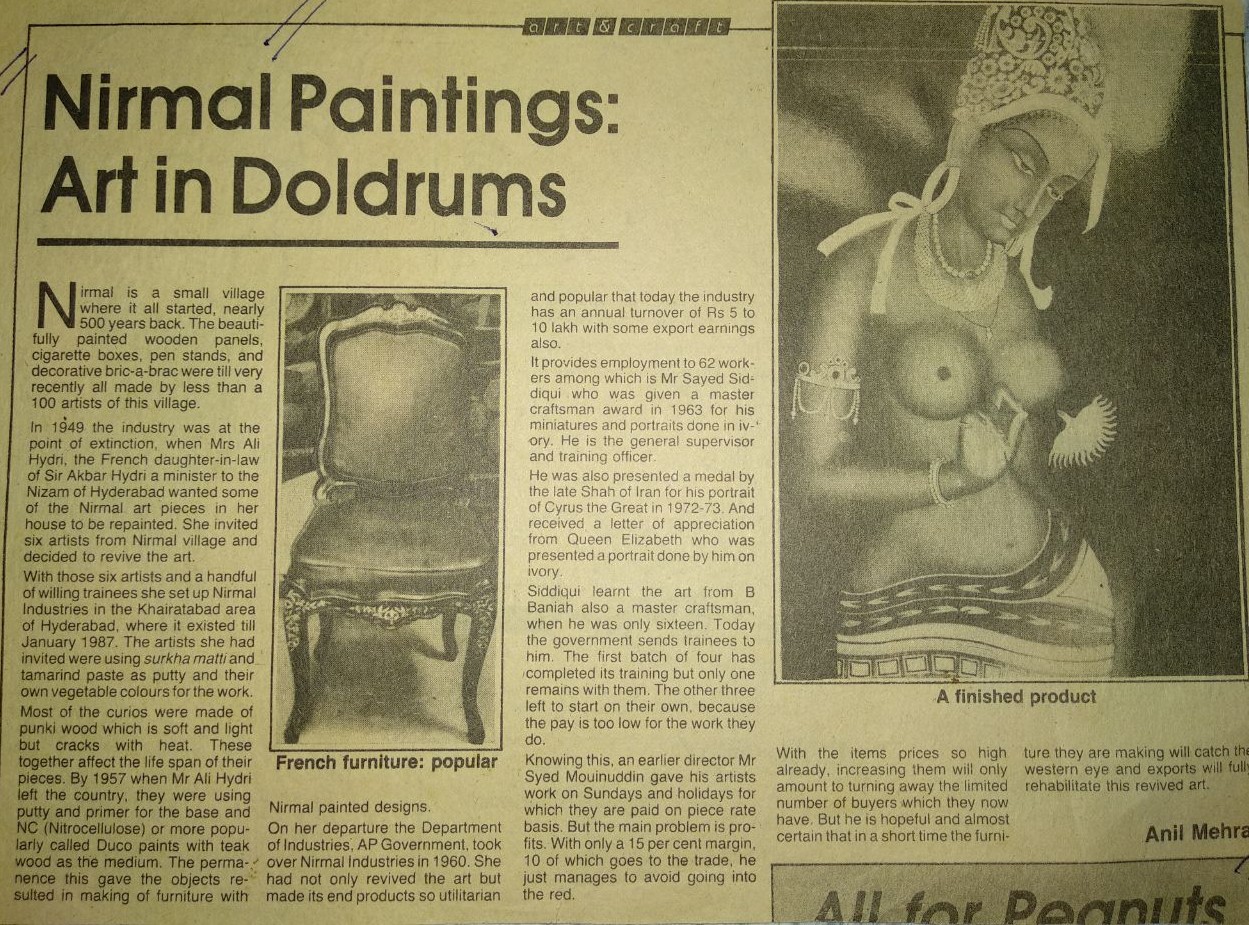 art & craft
Nirmal Paintings:
Art in Doldrums
Nirmal is a small village
where it all started, nearly
500 years back. The beauti-
fully painted wooden panels,
cigarette boxes, pen stands, and
decorative bric-a-brac were till very
recently all made by less than a
100 artists of this village.
In 1949 the industry was at the
point of extinction, when Mrs Ali
Hydri, the French daughter-in-law
of Sir Akbar Hydri a minister to the
Nizam of Hyderabad wanted some
of the Nirmal art pieces in her
house to be repainted. She invited
six artists from Nirmal village and
decided to revive the art.
With those six artists and a handful
of willing trainees she set up Nirmal
Industries in the Khairatabad area
of Hyderabad, where it existed till
January 1987. The artists she had
invited were using surkha matti and
tamarind paste as putty and their
own vegetable colours for the work.
Most of the curios were made of
punki wood which is soft and light
but cracks with heat. These
together affect the life span of their
pieces. By 1957 when Mr Ali Hydri
left the country, they were using
putty and primer for the base and
NC (Nitrocellulose) or more popu-
larly called Duco paints with teak
wood as the medium. The perma-
nence this gave the objects re-
sulted in making of furniture with
French furniture: popular
Nirmal painted designs.
On her departure the Department
of Industries, AP Government, took
over Nirmal Industries in 1960. She
had not only revived the art but
made its end products so utilitarian
and popular that today the industry
has an annual turnover of Rs 5 to
10 lakh with some export earnings
also.
It provides employment to 62 work-
ers among which is Mr Sayed Sid-
diqui who was given a master
craftsman award in 1963 for his
miniatures and portraits done in iv-
ory. He is the general supervisor
and training officer.
He was also presented a medal by
the late Shah of Iran for his portrait
of Cyrus the Great in 1972-73. And
received a letter of appreciation
from Queen Elizabeth who was
presented a portrait done by him on
ivory.
Siddiqui learnt the art from B
Baniah also a master craftsman,
when he was only sixteen. Today
the government sends trainees to
him. The first batch of four has
completed its training but only one
remains with them. The other three
left to start on their own, because
the pay is too low for the work they
do.
Knowing this, an earlier director Mr
Syed Mouinuddin gave his artists
work on Sundays and holidays for
which they are paid on piece rate
basis. But the main problem is pro-
fits. With only a 15 per cent margin,
10 of which goes to the trade, he
just manages to avoid going into
the red.
A finished product
With the items prices so high
already, increasing them will only
amount to turning away the limited
number of buyers which they now
have. But he is hopeful and almost
certain that in a short time the furni-
ture they are making will catch the
western eye and exports will fully
rehabilitate this revived art.
Anil Mehra
All for Peanuts